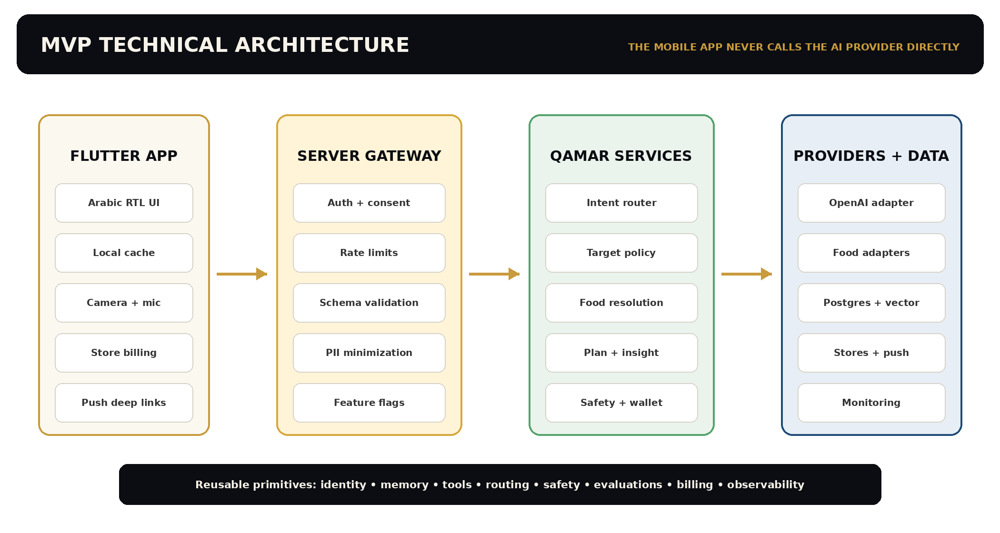 MVP TECHNICAL ARCHITECTURE
THE MOBILE APP NEVER CALLS THE AI PROVIDER DIRECTLY
FLUTTER APP
Arabic RTL UI
Local cache
Camera + mic
Store billing
Push deep links
SERVER GATEWAY
Auth + consent
Rate limits
Schema validation
PII minimization
Feature flags
QAMAR SERVICES
Intent router
Target policy
Food resolution
Plan + insight
Safety + wallet
PROVIDERS + DATA
OpenAI adapter
Food adapters
Postgres + vector
Stores + push
Monitoring
Reusable primitives: identity • memory • tools • routing • safety • evaluations • billing • observability